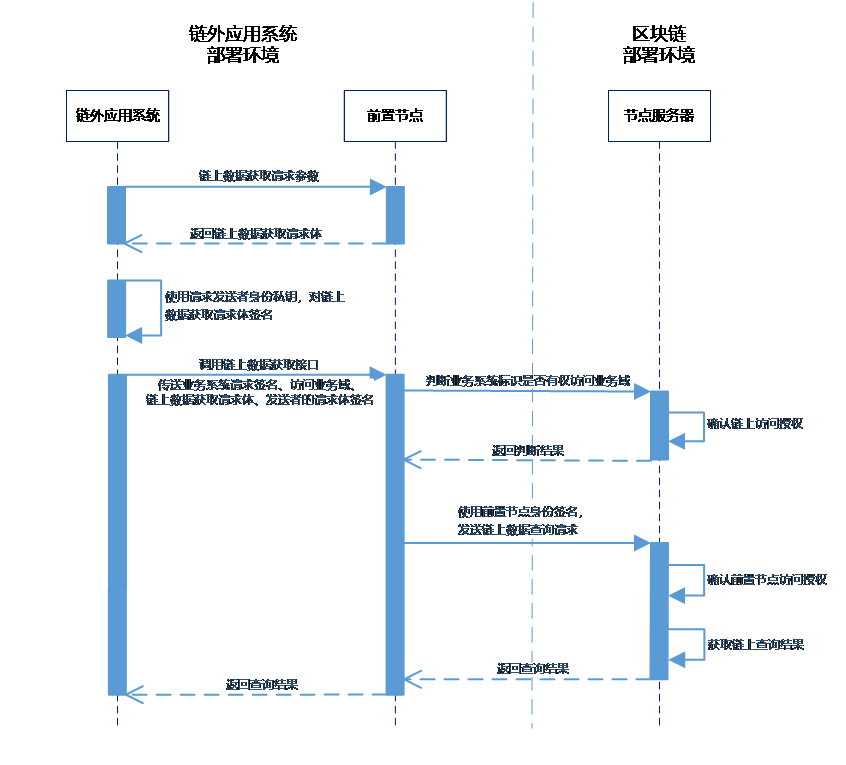 链外应用系统
部署环境
区块链
部署环境
链外应用系统
前置节点
节点服务器
链上数据获取请求参数
返回链上数据获取请求体
使用请求发送者身份私钥，对链上
数据获取请求体签名
调用链上数据获取接口
传送业务系统请求签名、访问业务域、
链上数据获取请求体、发送者的请求体签名
判断业务系统标识是否有权访问业务域
确认链上访问授权
返回判断结果
使用前置节点身份签名，
发送链上数据查询请求
确认前置节点访问授权
获取链上查询结果
返回查询结果
返回查询结果